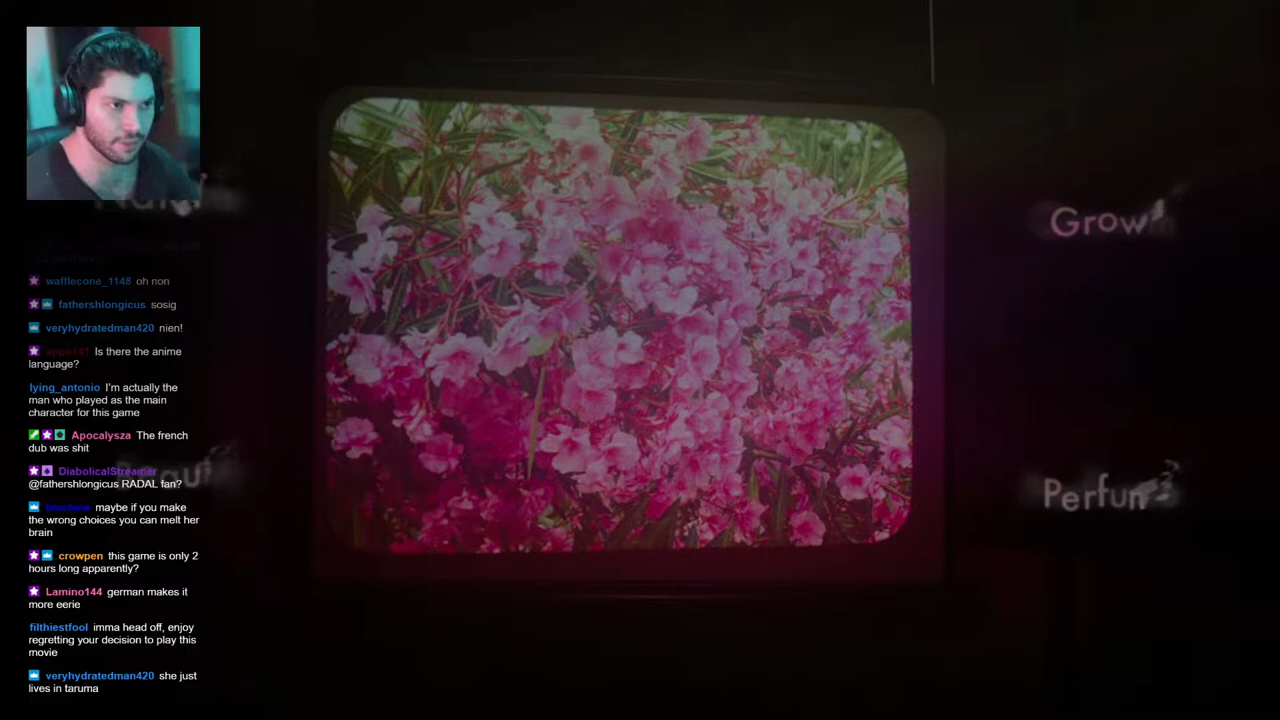 Grow
Perfum
wafflecone_1148 oh non
fathershlongicus sosig
veryhydratedman420 nien!
Is there the anime
language?
lying_antonio I'm actually the
man who played as the main
character for this game
Apocalysza The french
dub was shit
DiabolicalStreamer
@fathershlongicus RADAL fan?
maybe if you make
the wrong choices you can melt her
brain
crowpen this game is only 2
hours long apparently?
Lamino144 german makes it
more eerie
filthiestfool imma head off, enjoy
regretting your decision to play this
movie
veryhydratedman420 she just
lives in taruma